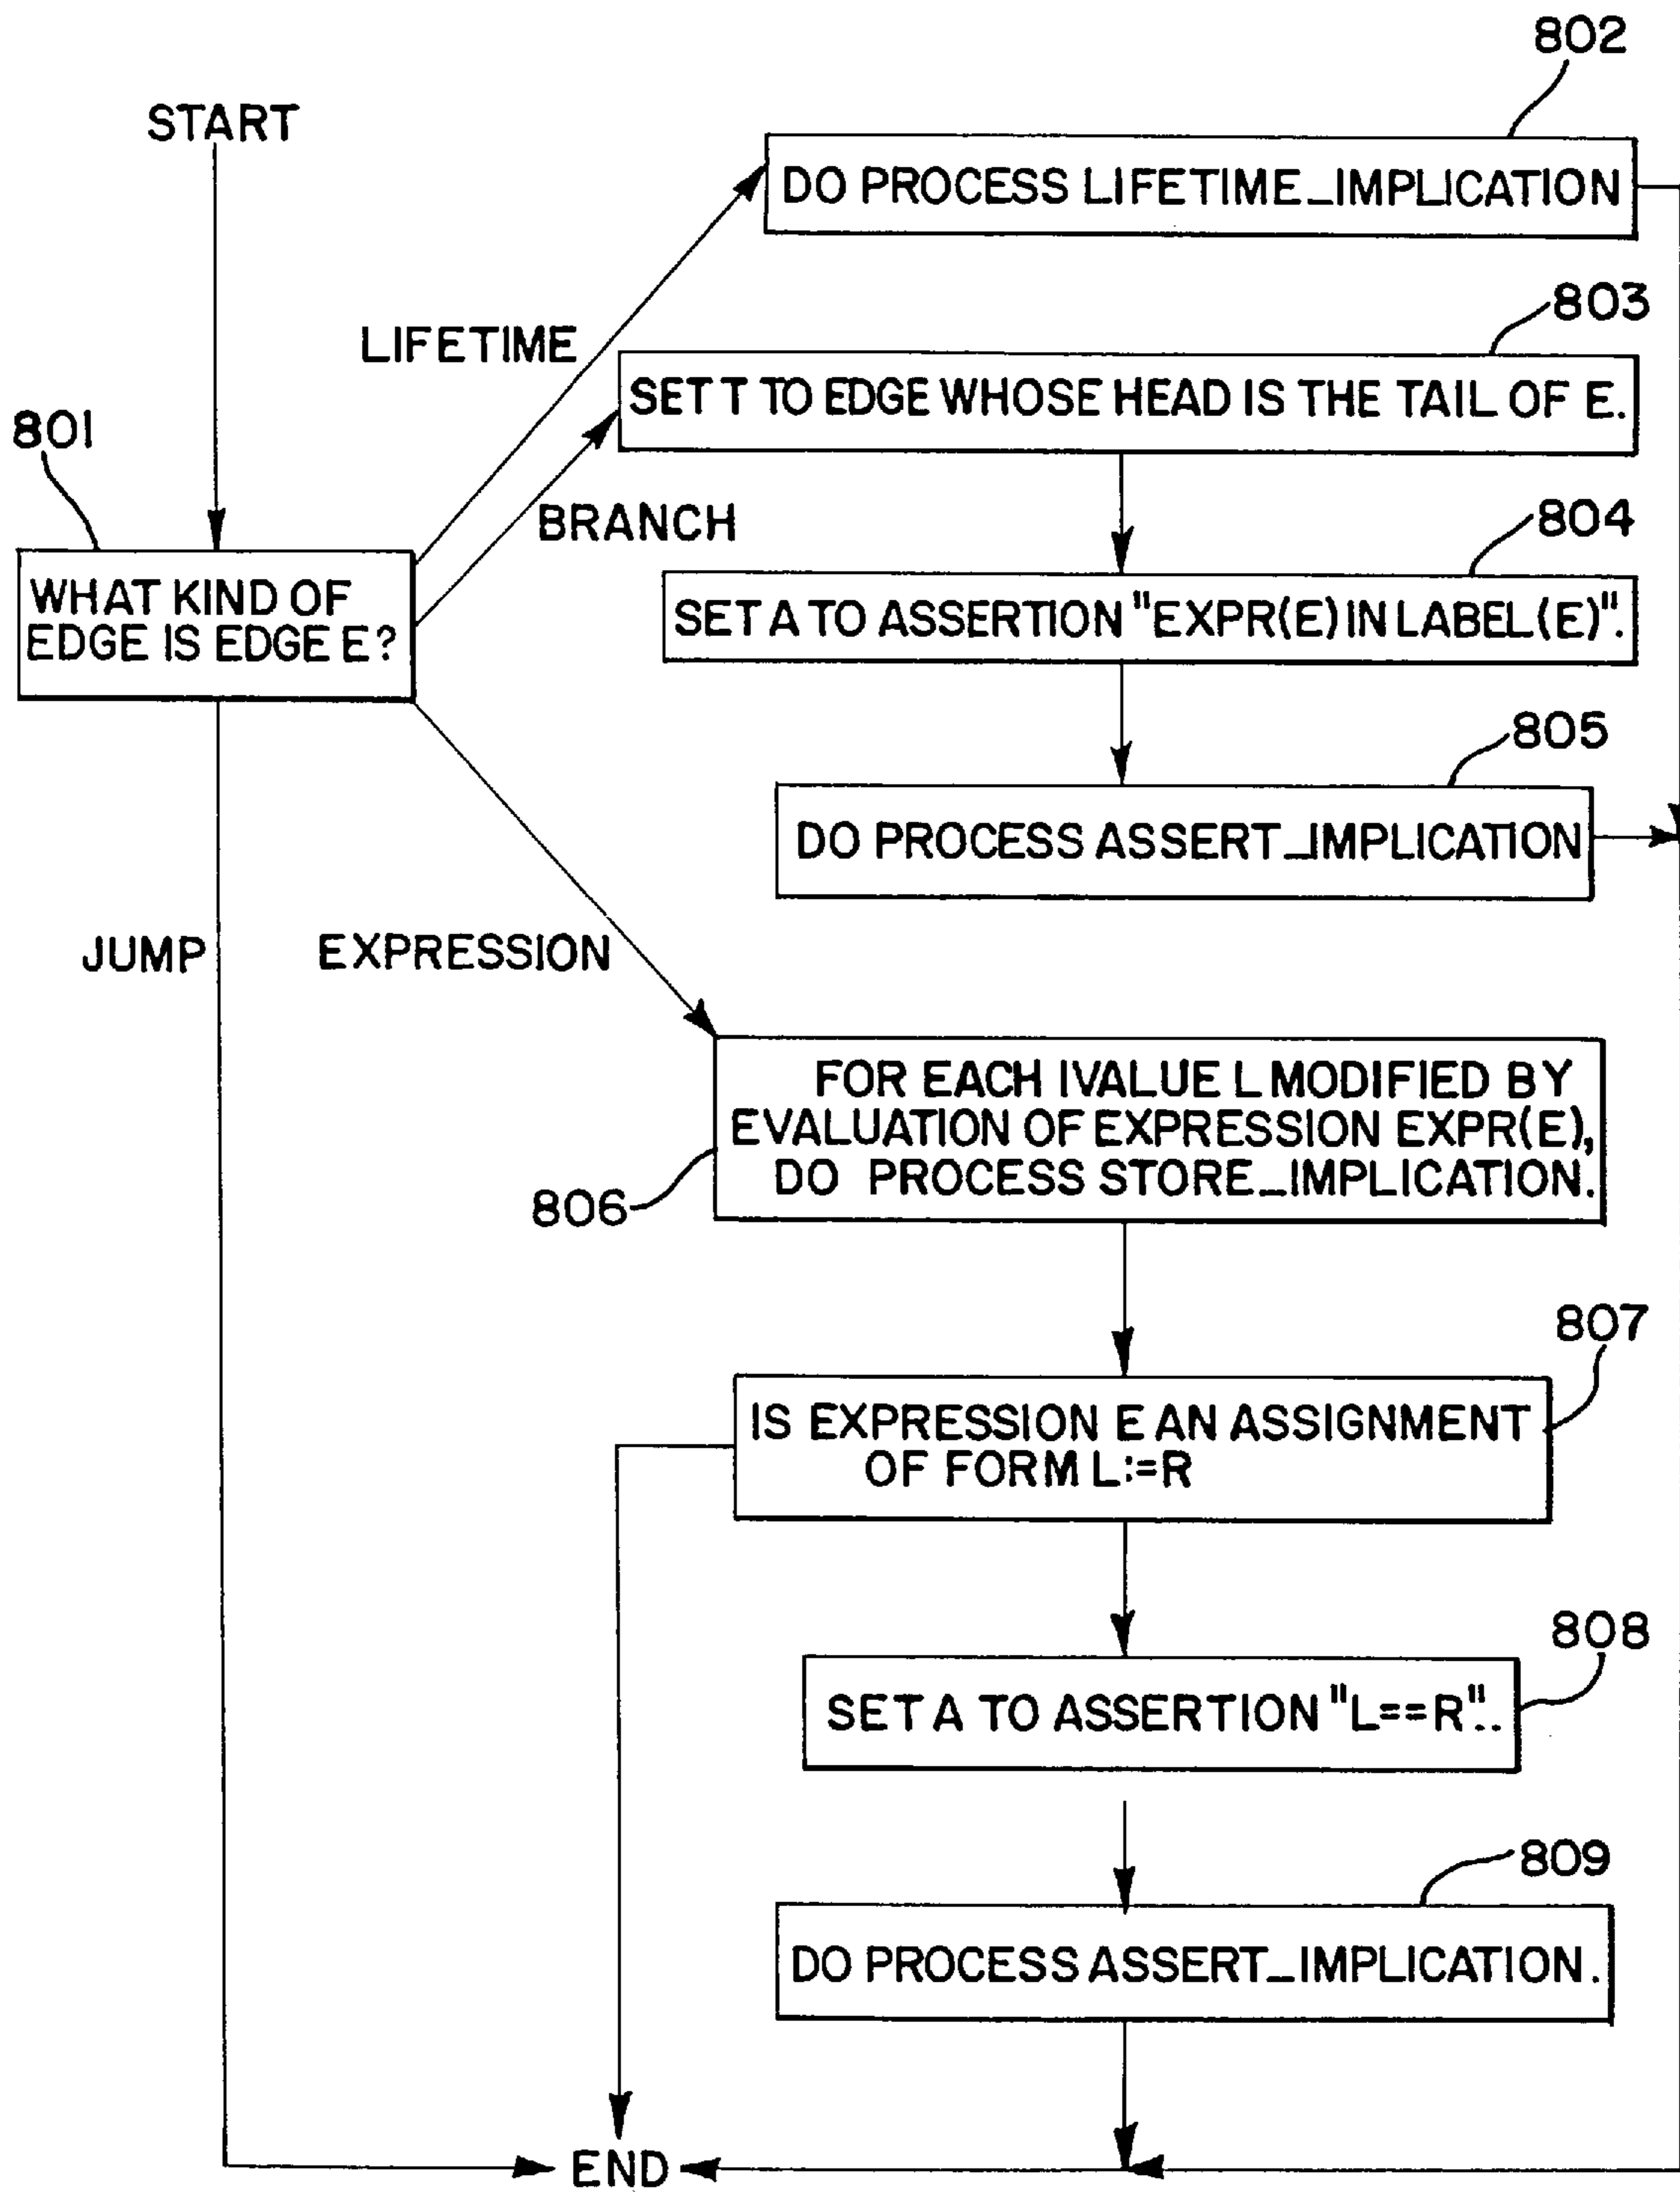 802
START
DO PROCESS LIFETIME_IMPLICATION
803
LIFETIME
SET T TO EDGE WHOSE HEAD IS THE TAIL OF E.
801
BRANCH
804
WHAT KIND OF
EDGE IS EDGE E?
SET A TO ASSERTION "EXPR(E) IN LABEL(E)".
805
DO PROCESS ASSERT_IMPLICATION
JUMP
EXPRESSION
FOR EACH IVALUE L MODIFIED BY
EVALUATION OF EXPRESSION EXPR(E),
DO PROCESS STORE_IMPLICATION.
806
807
IS EXPRESSION E AN ASSIGNMENT
OF FORM L:=R
808
SET A TO ASSERTION "L==R"..
809
DO PROCESS ASSERT_IMPLICATION.
END